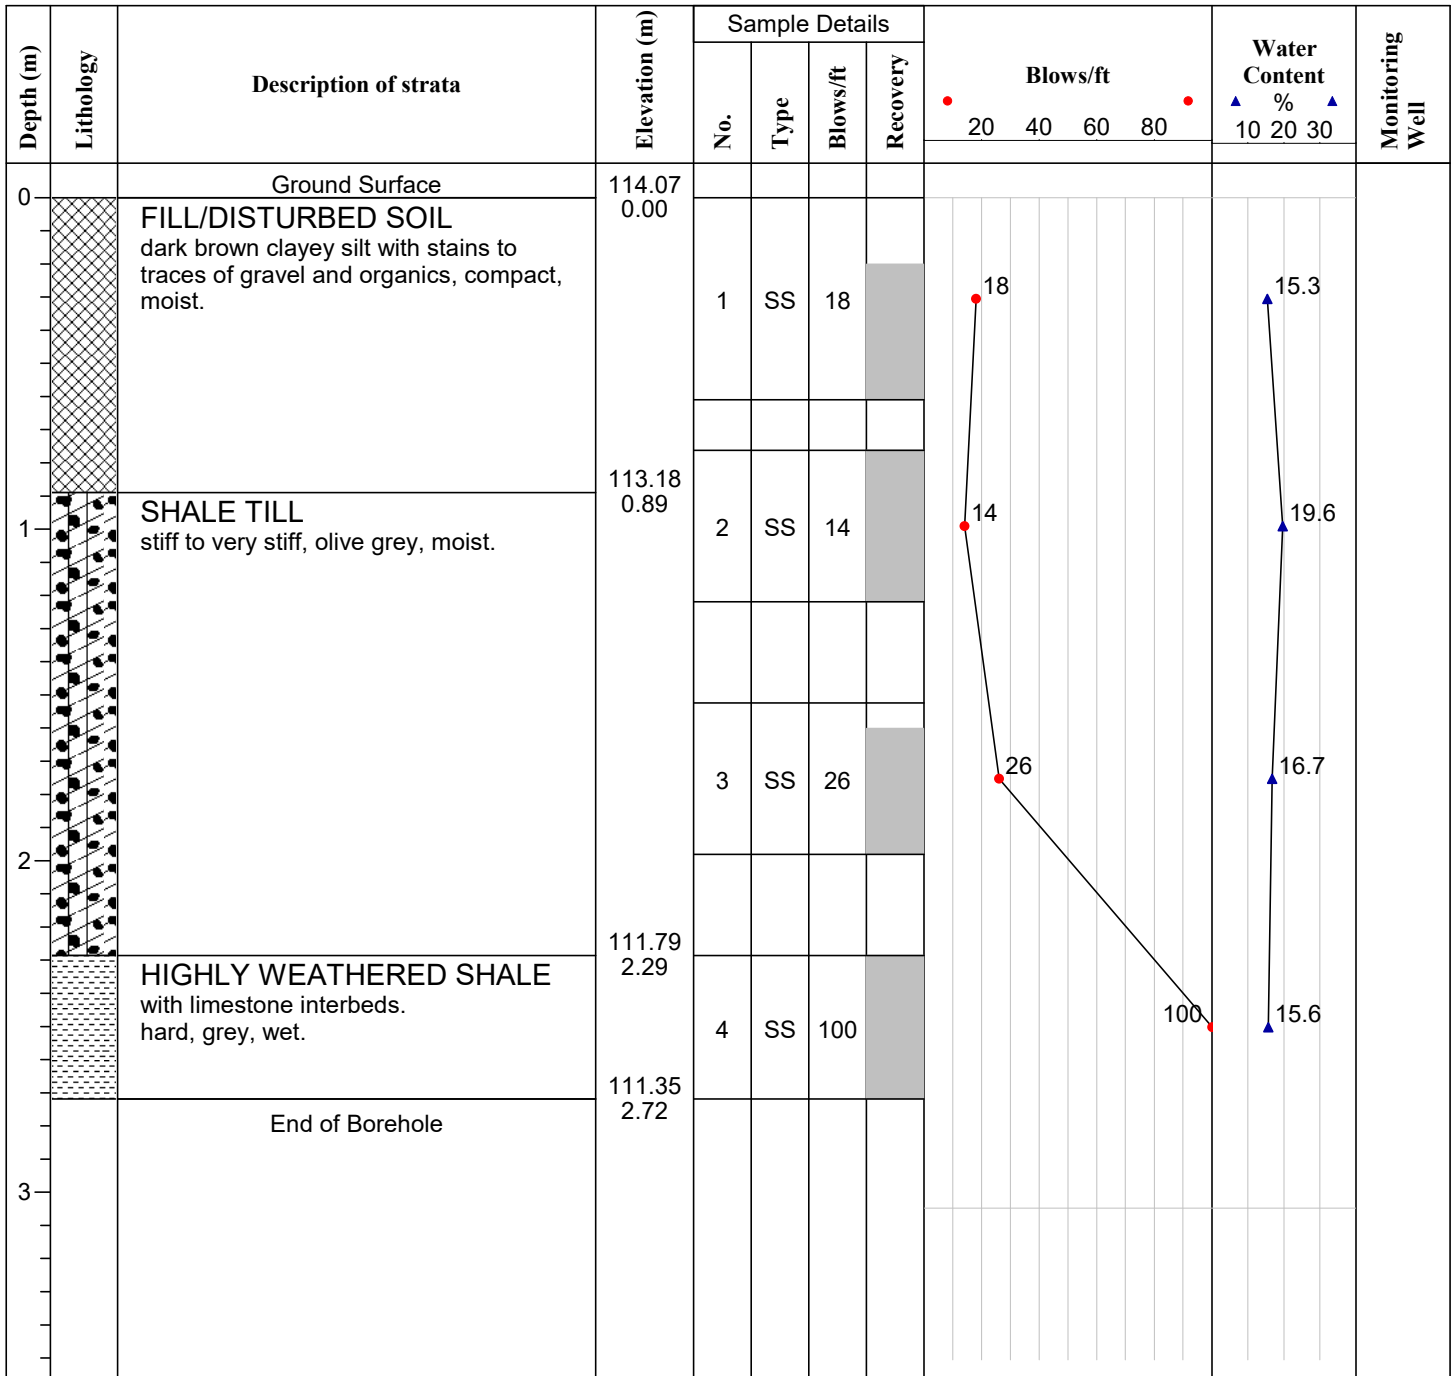 Depth (m)
Lithology
Description of strata
Elevation (m)
Sample Details
No.
Type
Blows/ft
Recovery
Blows/ft
20 40 60 80
Water
Content
%
10 20 30
Monitoring
Well
Ground Surface
114.07
0.00
0
FILL/DISTURBED SOIL
dark brown clayey silt with stains to
traces of gravel and organics, compact,
moist.
1 SS 18
18
15.3
113.18
0.89
SHALE TILL
stiff to very stiff, olive grey, moist.
1
2 SS 14
14
19.6
3 SS 26
26
16.7
2
111.79
2.29
HIGHLY WEATHERED SHALE
with limestone interbeds.
hard, grey, wet.
4 SS 100
100
15.6
111.35
2.72
End of Borehole
3